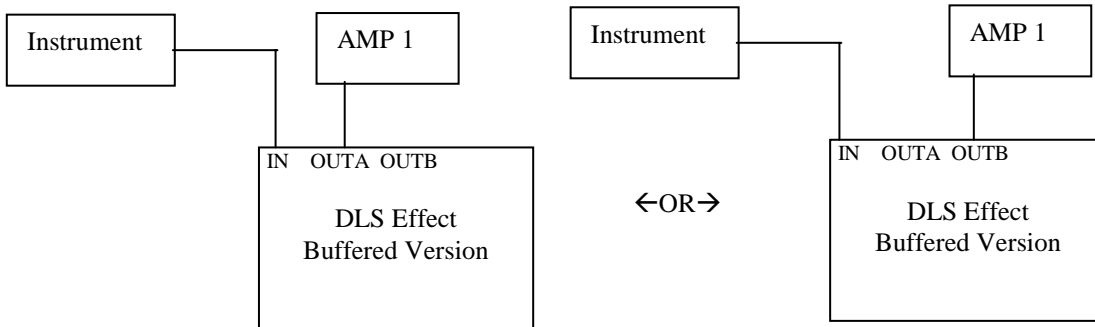 Instrument
AMP 1
IN OUTA OUTB
DLS Effect
Buffered Version
←OR→
Instrument
AMP 1
IN OUTA OUTB
DLS Effect
Buffered Version